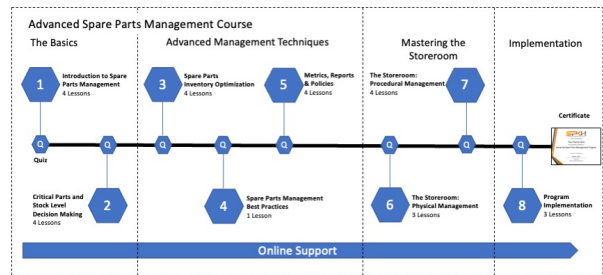 Advanced Spare Parts Management Course
The Basics
Advanced Management Techniques
Mastering the
Storeroom
Implementation
1
Introduction to Spare
Parts Management
4 Lessons
3
Spare Parts
Inventory Optimization
4 Lessons
5
Metrics, Reports
& Policies
4 Lessons
The Storeroom:
Procedural Management
4 Lessons
7
Certificate
Q
Q
Q
Q
Q
Q
Q
Q
Quiz
Critical Parts and
Stock Level
Decision Making
4 Lessons
2
4
Spare Parts Management
Best Practices
1 Lesson
6
The Storeroom:
Physical Management
3 Lessons
8
Program
Implementation
3 Lessons
Online Support